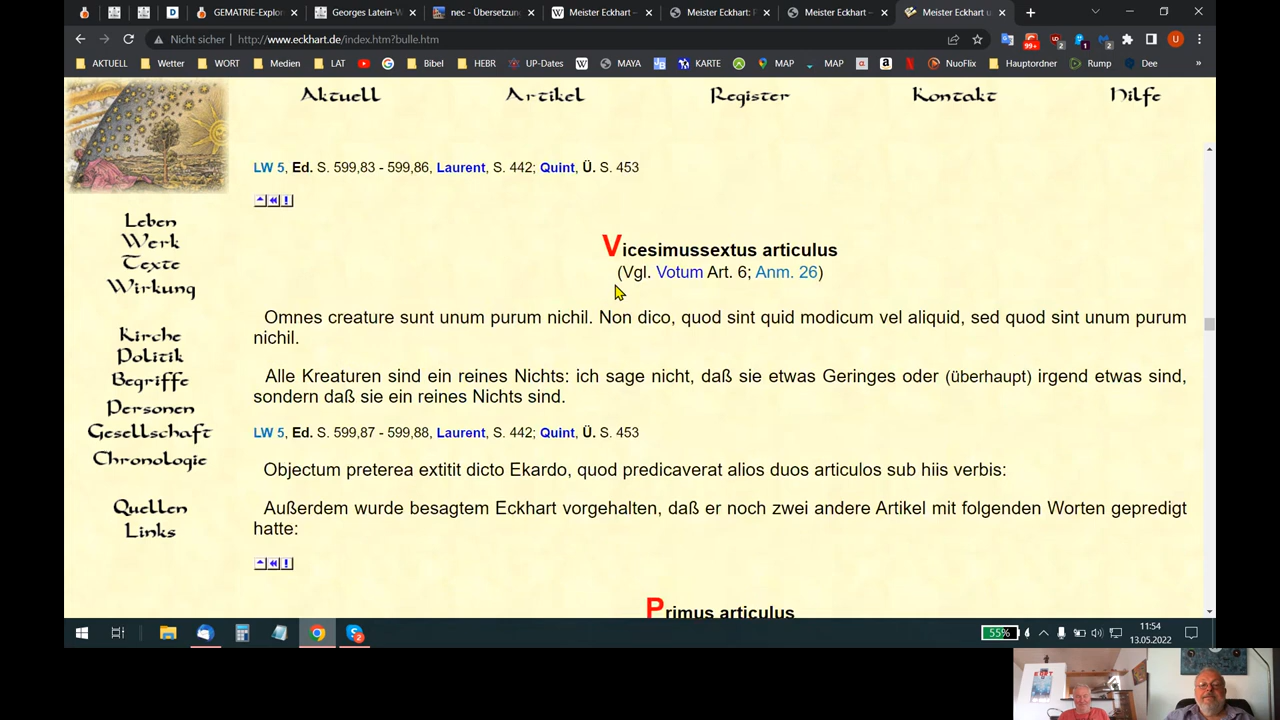 GEMATRIE-Explor
Georges Latein-W
nec - Übersetzun
Meister Eckhart –
Meister Eckhart: P
Meister Eckhart –
Meister Eckhart u
Nicht sicher | http://www.eckhart.de/index.htm?bulle.htm
99+
2
1
2
U
AKTUELL Wetter WORT Medien LAT Bibel HEBR UP-Dates W MAYA KARTE MAP MAP NuoFlix Hauptordner Rump Dee »
Aktuell Artikel Register Kontakt Hilfe
LW 5, Ed. S. 599,83 - 599,86, Laurent, S. 442; Quint, Ü. S. 453
Leben
Werk
Texte
Wirkung
Kirche
Politik
Begriffe
Personen
Gesellschaft
Chronologie
Quellen
Links
Vicesimussextus articulus
(Vgl. Votum Art. 6; Anm. 26)
Omnes creature sunt unum purum nichil. Non dico, quod sint quid modicum vel aliquid, sed quod sint unum purum
nichil.
Alle Kreaturen sind ein reines Nichts: ich sage nicht, daß sie etwas Geringes oder (überhaupt) irgend etwas sind,
sondern daß sie ein reines Nichts sind.
LW 5, Ed. S. 599,87 - 599,88, Laurent, S. 442; Quint, Ü. S. 453
Objectum preterea extitit dicto Ekardo, quod predicaverat alios duos articulos sub hiis verbis:
Außerdem wurde besagtem Eckhart vorgehalten, daß er noch zwei andere Artikel mit folgenden Worten gepredigt
hatte:
Primus articulus
55%
11:54
13.05.2022